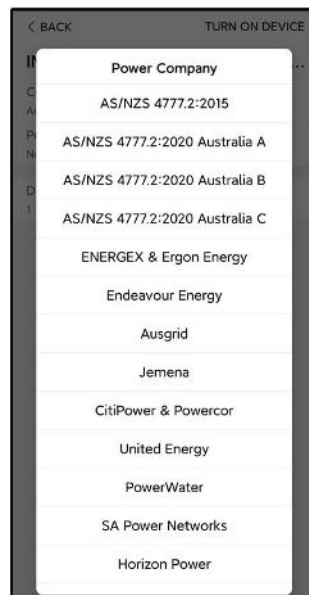 < BACK TURN ON DEVICE
Power Company
AS/NZS 4777.2:2015
AS/NZS 4777.2:2020 Australia A
AS/NZS 4777.2:2020 Australia B
AS/NZS 4777.2:2020 Australia C
ENERGEX & Ergon Energy
Endeavour Energy
Ausgrid
Jemena
CitiPower & Powercor
United Energy
PowerWater
SA Power Networks
Horizon Power